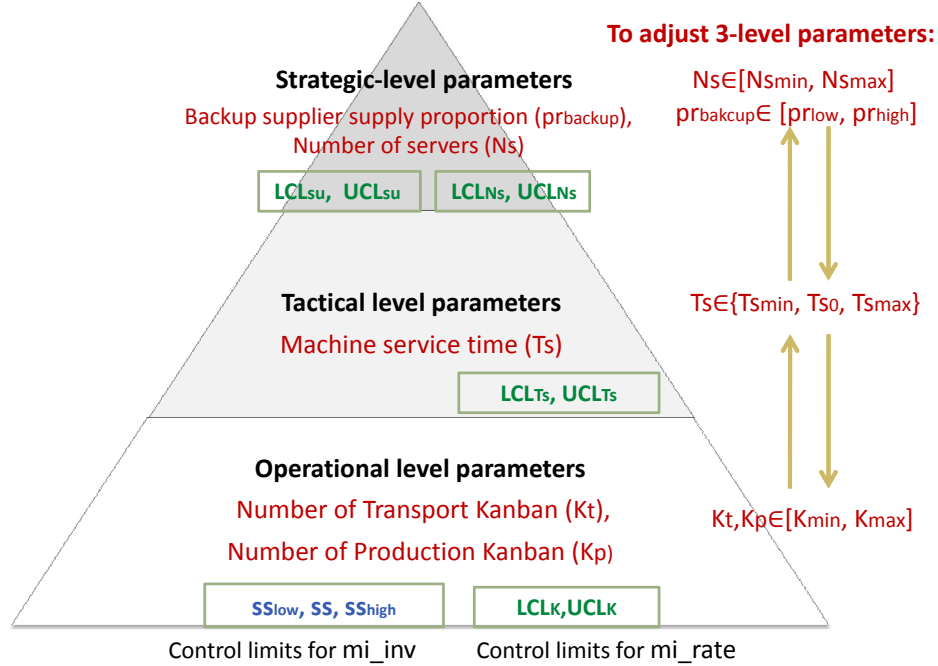 To adjust 3-level parameters:
Strategic-level parameters
Backup supplier supply proportion (prbackup),
Number of servers (Ns)
LCLsu, UCLsu
LCLNs, UCLNs
Ns∈[Nsmin, Nsmax]
prbakcup∈ [prlow, prhigh]
Tactical level parameters
Machine service time (Ts)
LCLTs, UCLTs
Ts∈{Tsmin, Ts0, Tsmax}
Operational level parameters
Number of Transport Kanban (Kt),
Number of Production Kanban (Kp)
Kt,Kp∈[Kmin, Kmax]
SSlow, SS, SShigh
LCLK,UCLK
Control limits for mi_inv
Control limits for mi_rate